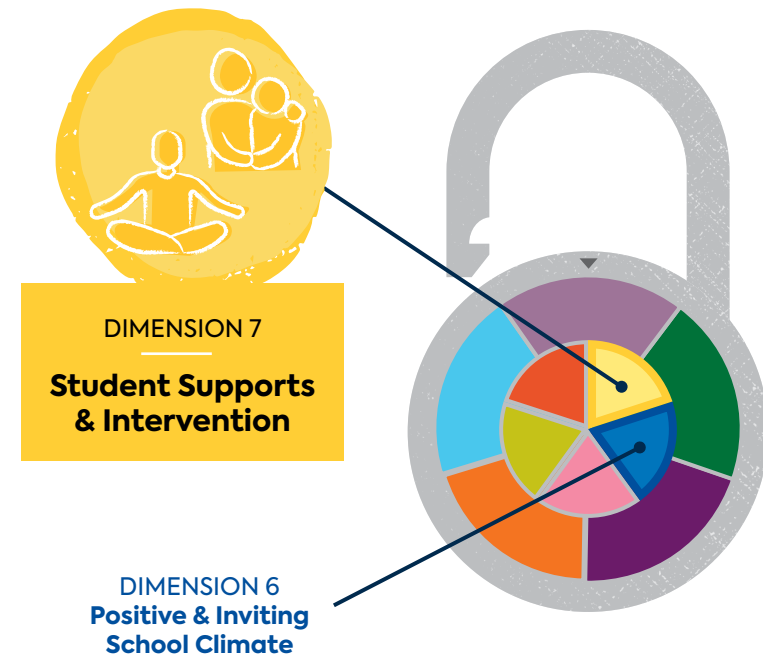 DIMENSION 7
Student Supports
& Intervention
DIMENSION 6
Positive & Inviting
School Climate